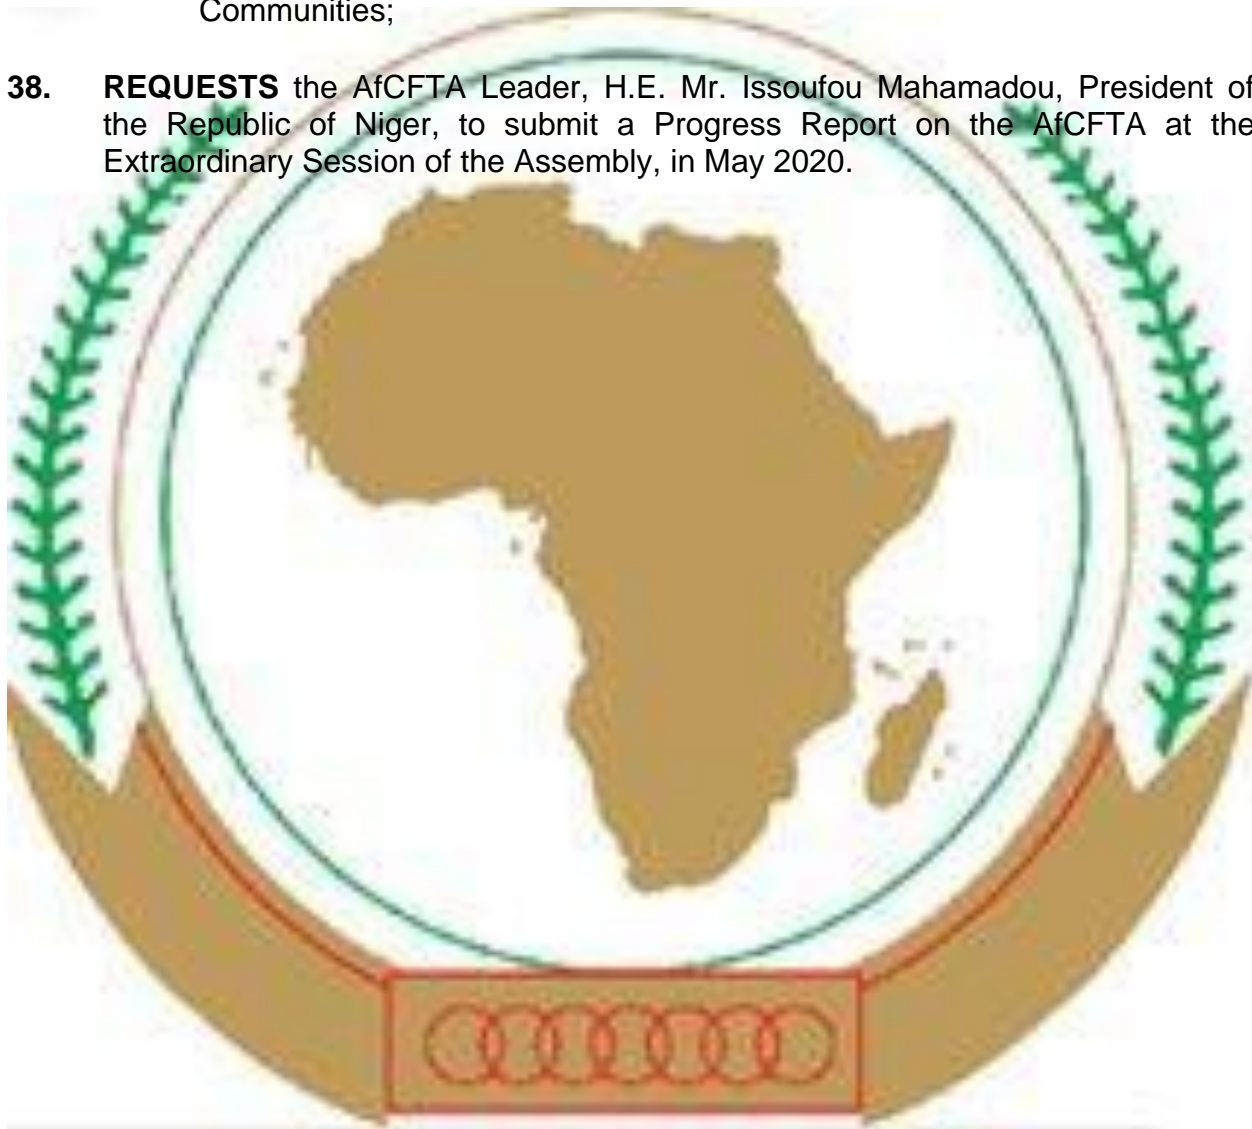 Communities;
38. REQUESTS the AfCFTA Leader, H.E. Mr. Issoufou Mahamadou, President of
the Republic of Niger, to submit a Progress Report on the AfCFTA at the
Extraordinary Session of the Assembly, in May 2020.